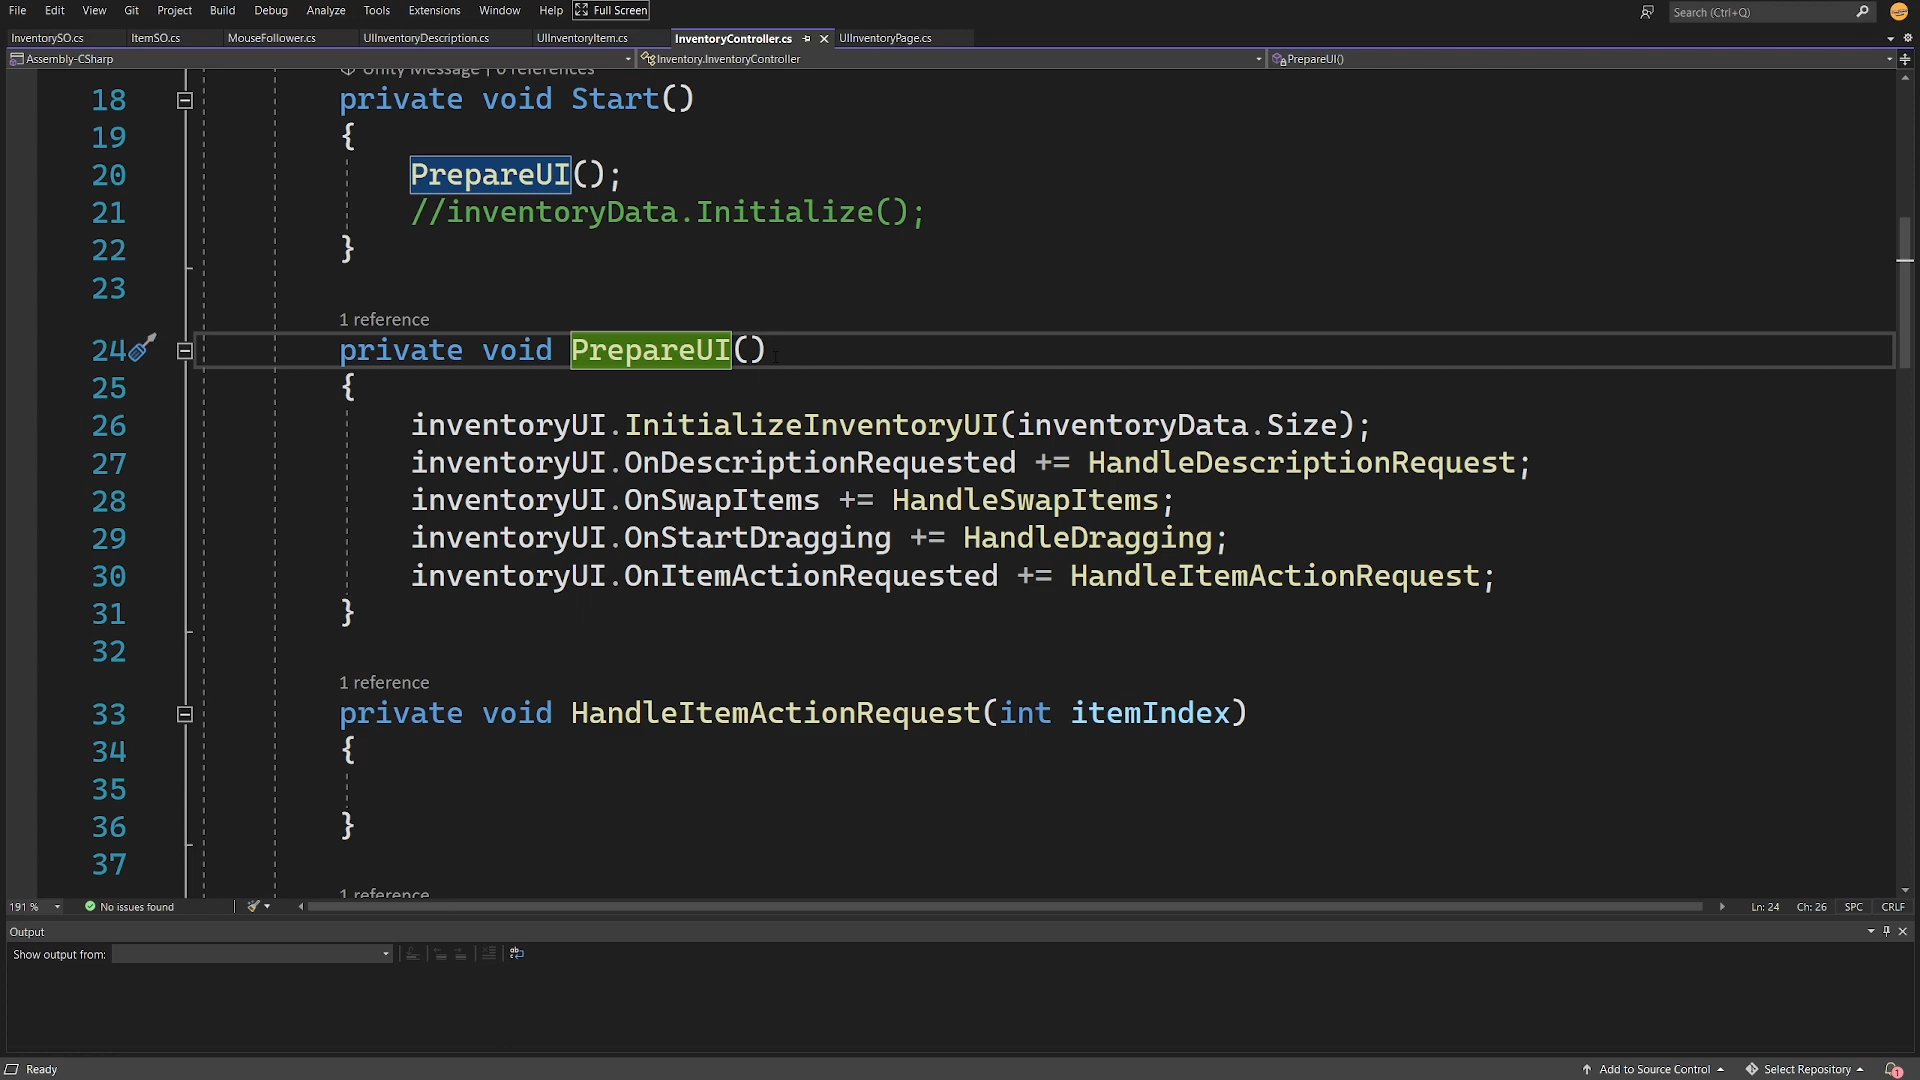 File Edit View Git Project Build Debug Analyze Tools Extensions Window Help Full Screen Search (Ctrl+Q)
InventorySO.cs ItemSO.cs MouseFollower.cs UIInventoryDescription.cs UIInventoryItem.cs InventoryController.cs UIInventoryPage.cs
Assembly-CSharp Inventory.InventoryController PrepareUI()
Unity Message | 0 references
18 private void Start()
19 {
20 PrepareUI();
21 //inventoryData.Initialize();
22 }
23
1 reference
24 private void PrepareUI()
25 {
26 inventoryUI.InitializeInventoryUI(inventoryData.Size);
27 inventoryUI.OnDescriptionRequested += HandleDescriptionRequest;
28 inventoryUI.OnSwapItems += HandleSwapItems;
29 inventoryUI.OnStartDragging += HandleDragging;
30 inventoryUI.OnItemActionRequested += HandleItemActionRequest;
31 }
32
1 reference
33 private void HandleItemActionRequest(int itemIndex)
34 {
35
36 }
37
1 reference
191 % No issues found Ln: 24 Ch: 26 SPC CRLF
Output
Show output from:
Ready Add to Source Control Select Repository 1